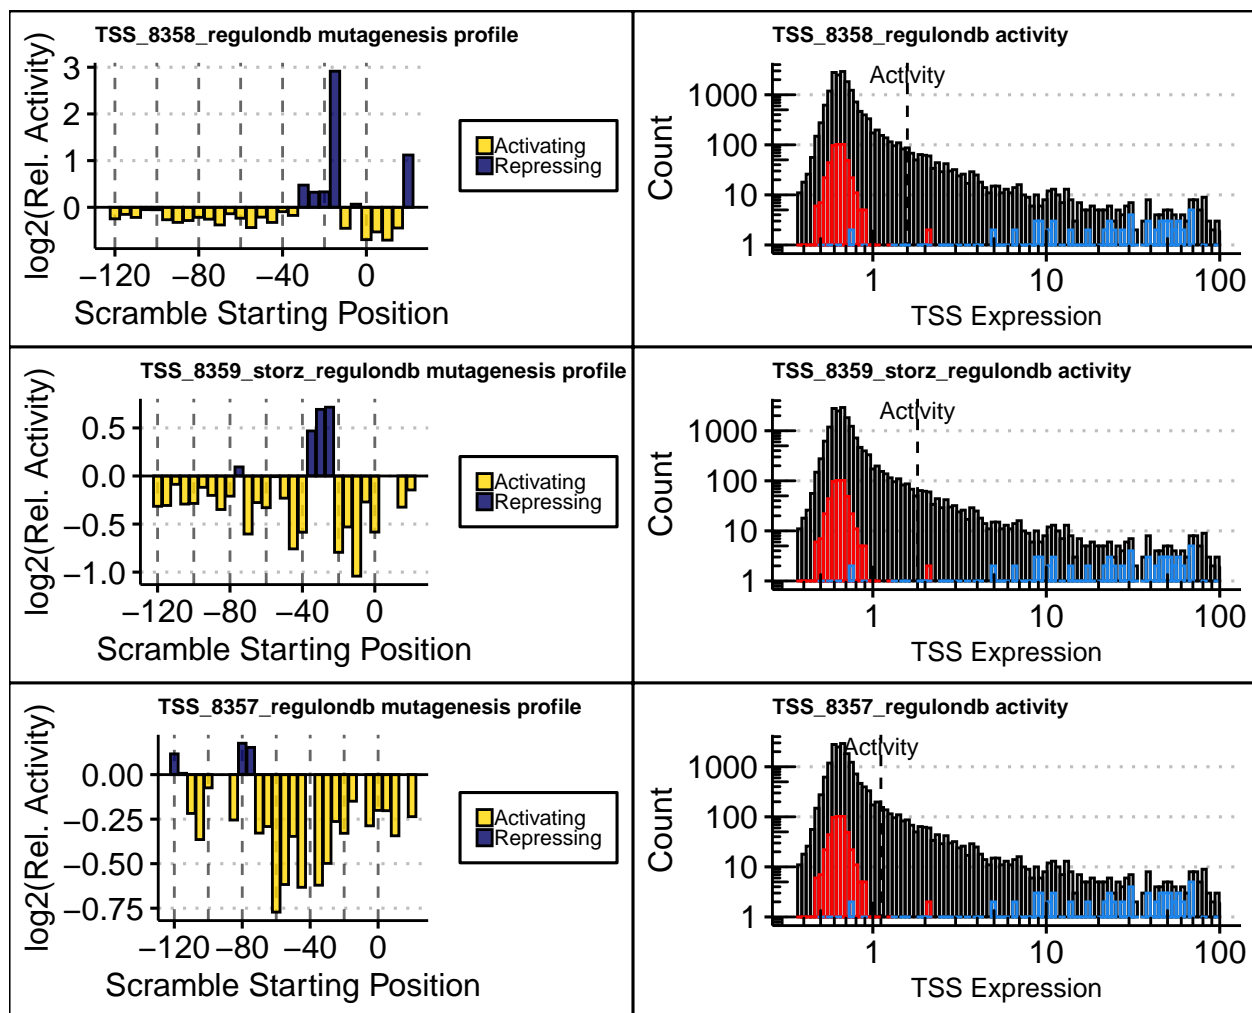 TSS_8358_regulondb mutagenesis profile
log2(Rel. Activity)
3
2
1
0
−120 −80 −40 0
Scramble Starting Position
Activating
Repressing
TSS_8358_regulondb activity
Activity
Count
1000
100
10
1
1 10 100
TSS Expression
TSS_8359_storz_regulondb mutagenesis profile
log2(Rel. Activity)
0.5
0.0
−0.5
−1.0
−120 −80 −40 0
Scramble Starting Position
Activating
Repressing
TSS_8359_storz_regulondb activity
Activity
Count
1000
100
10
1
1 10 100
TSS Expression
TSS_8357_regulondb mutagenesis profile
log2(Rel. Activity)
0.00
−0.25
−0.50
−0.75
−120 −80 −40 0
Scramble Starting Position
Activating
Repressing
TSS_8357_regulondb activity
Activity
Count
1000
100
10
1
1 10 100
TSS Expression